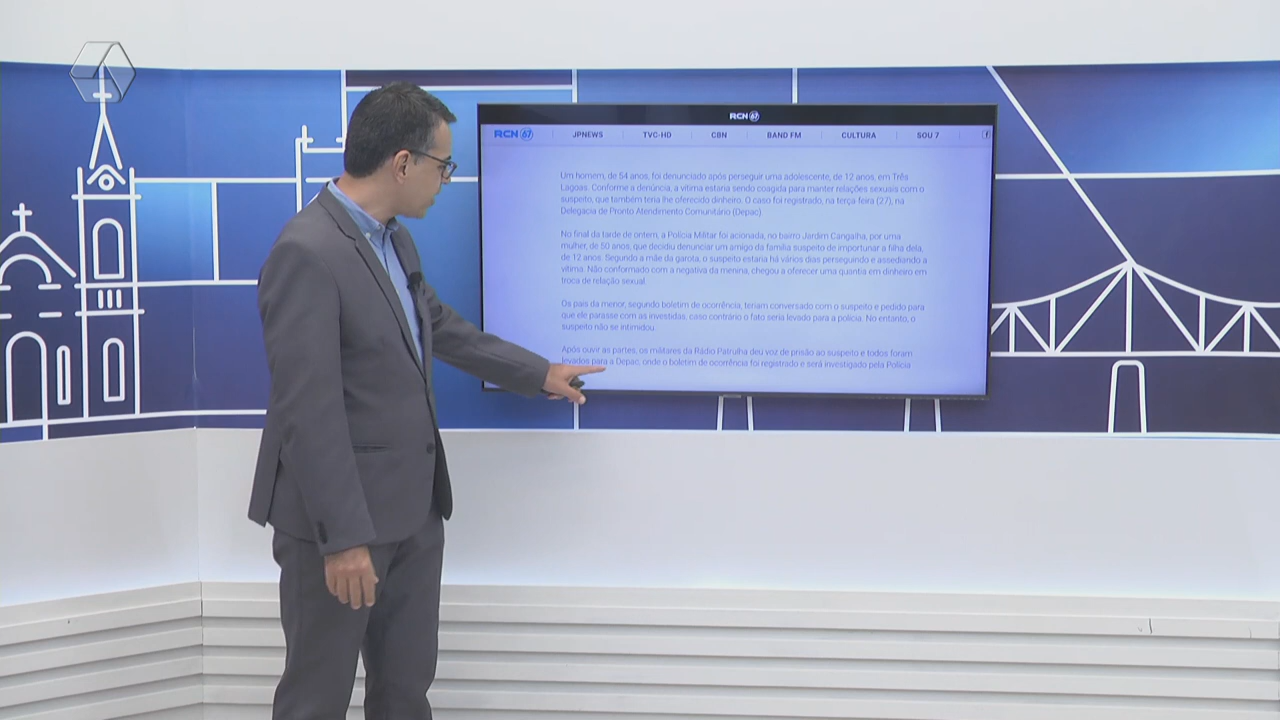 RCN 67
RCN 67 JPNEWS TVC-HD CBN BAND FM CULTURA SOU 7
Um homem, de 54 anos, foi denunciado após perseguir uma adolescente, de 12 anos, em Três
Lagoas. Conforme a denúncia, a vítima estaria sendo coagida para manter relações sexuais com o
suspeito, que também teria lhe oferecido dinheiro. O caso foi registrado, na terça-feira (27), na
Delegacia de Pronto Atendimento Comunitário (Depac).
No final da tarde de ontem, a Polícia Militar foi acionada, no bairro Jardim Cangalha, por uma
mulher, de 50 anos, que decidiu denunciar um amigo da família suspeito de importunar a filha dela,
de 12 anos. Segundo a mãe da garota, o suspeito estaria há vários dias perseguindo e assediando a
vítima. Não conformado com a negativa da menina, chegou a oferecer uma quantia em dinheiro em
troca de relação sexual.
Os pais da menor, segundo boletim de ocorrência, teriam conversado com o suspeito e pedido para
que ele parasse com as investidas, caso contrário o fato seria levado para a polícia. No entanto, o
suspeito não se intimidou.
Após ouvir as partes, os militares da Rádio Patrulha deu voz de prisão ao suspeito e todos foram
levados para a Depac, onde o boletim de ocorrência foi registrado e será investigado pela Polícia